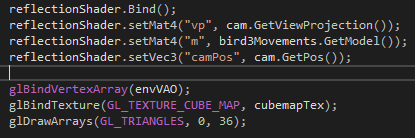 reflectionShader.Bind();
reflectionShader.setMat4("vp", cam.GetViewProjection());
reflectionShader.setMat4("m", bird3Movements.GetModel());
reflectionShader.setVec3("camPos", cam.GetPos());
glBindVertexArray(envVAO);
glBindTexture(GL_TEXTURE_CUBE_MAP, cubemapTex);
glDrawArrays(GL_TRIANGLES, 0, 36);